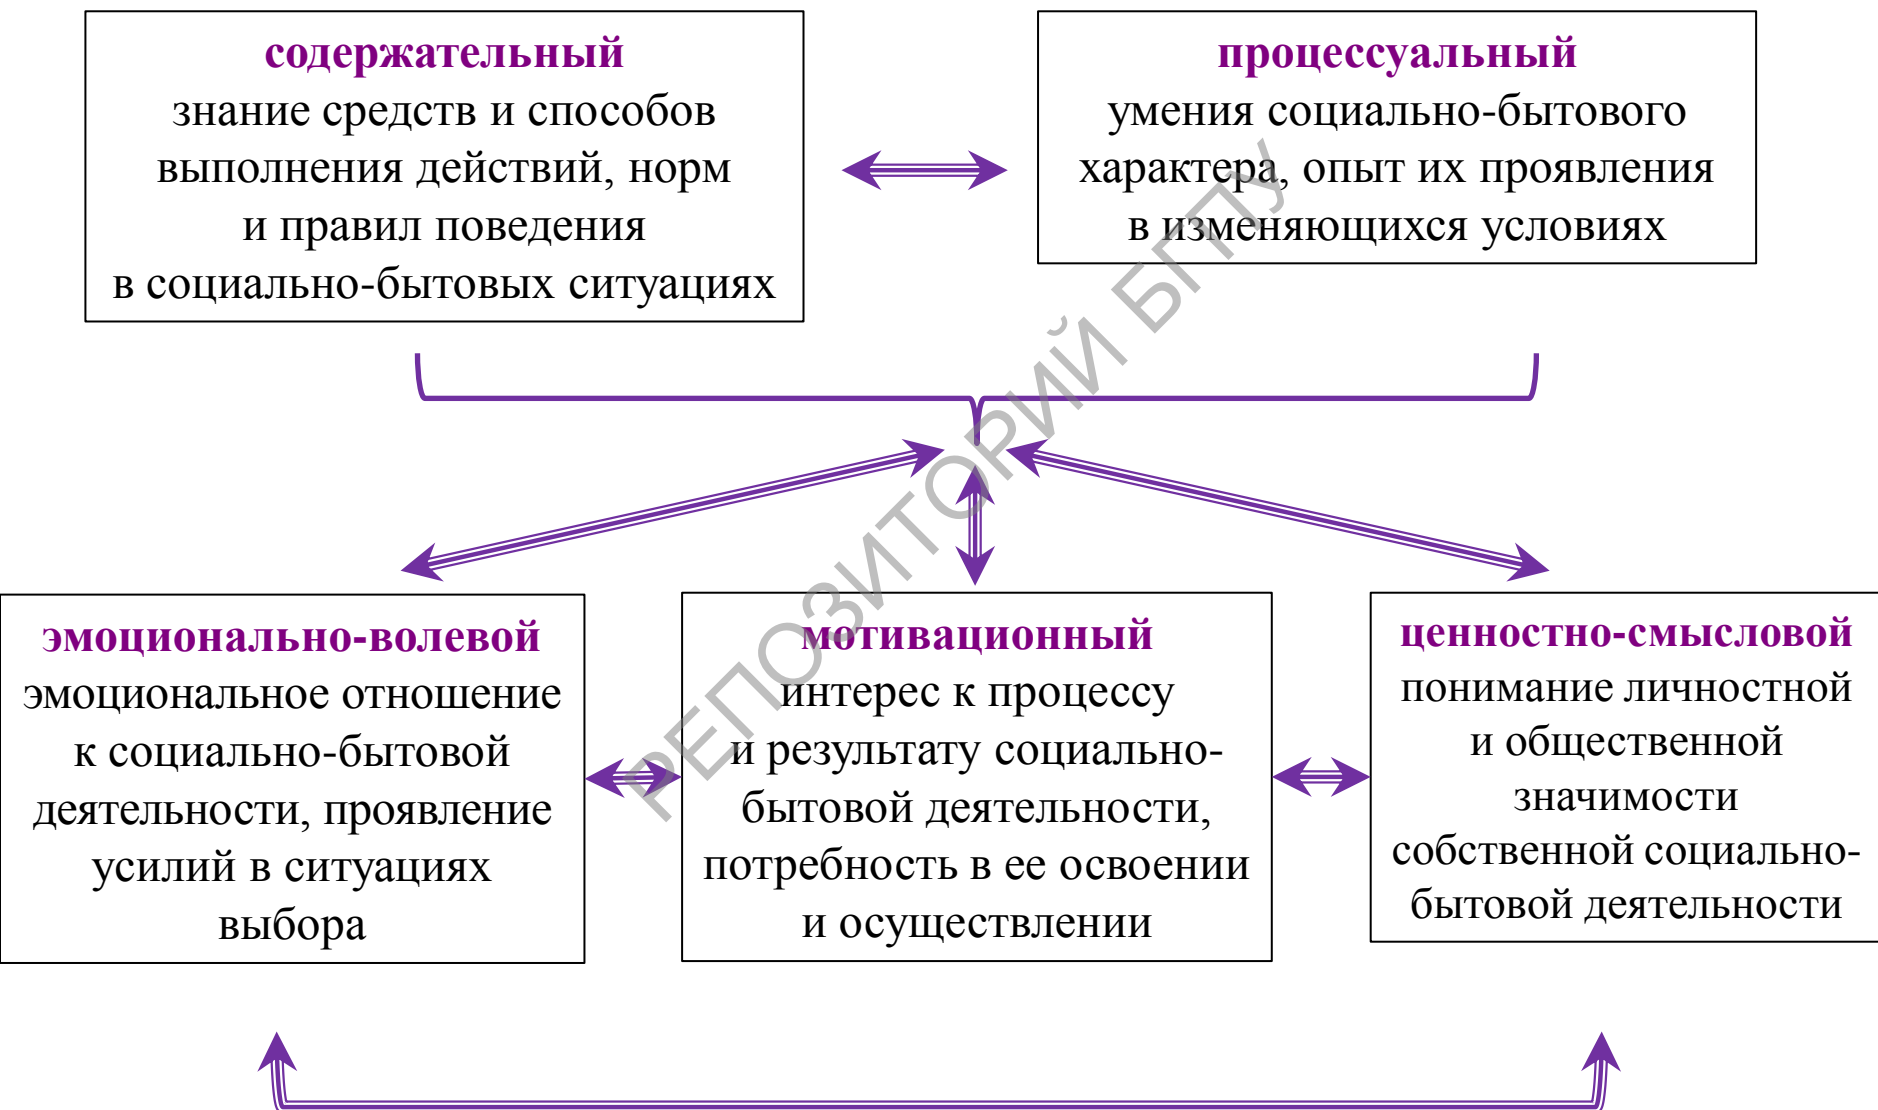 содержательный
знание средств и способов
выполнения действий, норм
и правил поведения
в социально-бытовых ситуациях
процессуальный
умения социально-бытового
характера, опыт их проявления
в изменяющихся условиях
эмоционально-волевой
эмоциональное отношение
к социально-бытовой
деятельности, проявление
усилий в ситуациях
выбора
мотивационный
интерес к процессу
и результату социально-
бытовой деятельности,
потребность в ее освоении
и осуществлении
ценностно-смысловой
понимание личностной
и общественной
значимости
собственной социально-
бытовой деятельности
РЕПОЗИТОРИЙ БГПУ